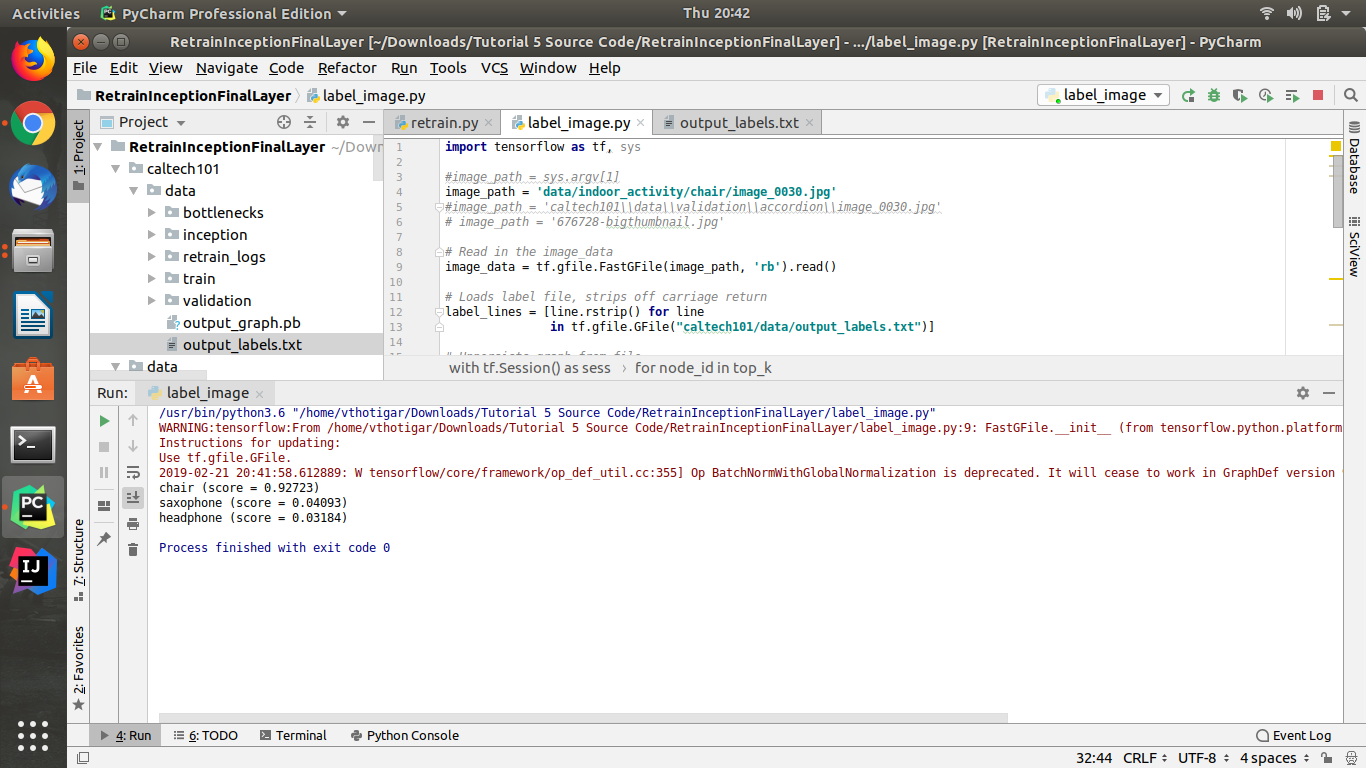 Activities PyCharm Professional Edition Thu 20:42
RetrainInceptionFinalLayer [~/Downloads/Tutorial 5 Source Code/RetrainInceptionFinalLayer] - .../label_image.py [RetrainInceptionFinalLayer] - PyCharm
File Edit View Navigate Code Refactor Run Tools VCS Window Help
RetrainInceptionFinalLayer label_image.py label_image
1: Project
Project
RetrainInceptionFinalLayer ~/Down
caltech101
data
bottlenecks
inception
retrain_logs
train
validation
output_graph.pb
output_labels.txt
data
retrain.py label_image.py output_labels.txt
1 import tensorflow as tf, sys
2
3 #image_path = sys.argv[1]
4 image_path = 'data/indoor_activity/chair/image_0030.jpg'
5 #image_path = 'caltech101\\data\\validation\\accordion\\image_0030.jpg'
6 # image_path = '676728-bigthumbnail.jpg'
7
8 # Read in the image_data
9 image_data = tf.gfile.FastGFile(image_path, 'rb').read()
10
11 # Loads label file, strips off carriage return
12 label_lines = [line.rstrip() for line
13 in tf.gfile.GFile("caltech101/data/output_labels.txt")]
14
with tf.Session() as sess › for node_id in top_k
Database
SciView
Run: label_image
/usr/bin/python3.6 "/home/vthotigar/Downloads/Tutorial 5 Source Code/RetrainInceptionFinalLayer/label_image.py"
WARNING:tensorflow:From /home/vthotigar/Downloads/Tutorial 5 Source Code/RetrainInceptionFinalLayer/label_image.py:9: FastGFile.__init__ (from tensorflow.python.platform
Instructions for updating:
Use tf.gfile.GFile.
2019-02-21 20:41:58.612889: W tensorflow/core/framework/op_def_util.cc:355] Op BatchNormWithGlobalNormalization is deprecated. It will cease to work in GraphDef version
chair (score = 0.92723)
saxophone (score = 0.04093)
headphone (score = 0.03184)
Process finished with exit code 0
7: Structure
2: Favorites
PC
IJ
4: Run 6: TODO Terminal Python Console Event Log
32:44 CRLF UTF-8 4 spaces